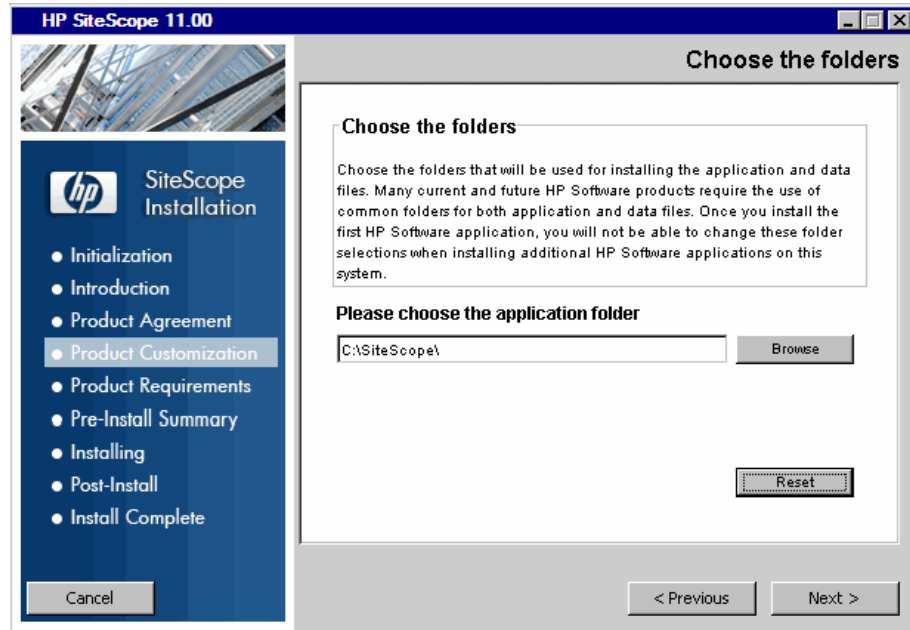 HP SiteScope 11.00
Choose the folders
hp
SiteScope
Installation
Initialization
Introduction
Product Agreement
Product Customization
Product Requirements
Pre-Install Summary
Installing
Post-Install
Install Complete
Cancel
Choose the folders
Choose the folders that will be used for installing the application and data
files. Many current and future HP Software products require the use of
common folders for both application and data files. Once you install the
first HP Software application, you will not be able to change these folder
selections when installing additional HP Software applications on this
system.
Please choose the application folder
C:\SiteScope\
Browse
Reset
< Previous
Next >